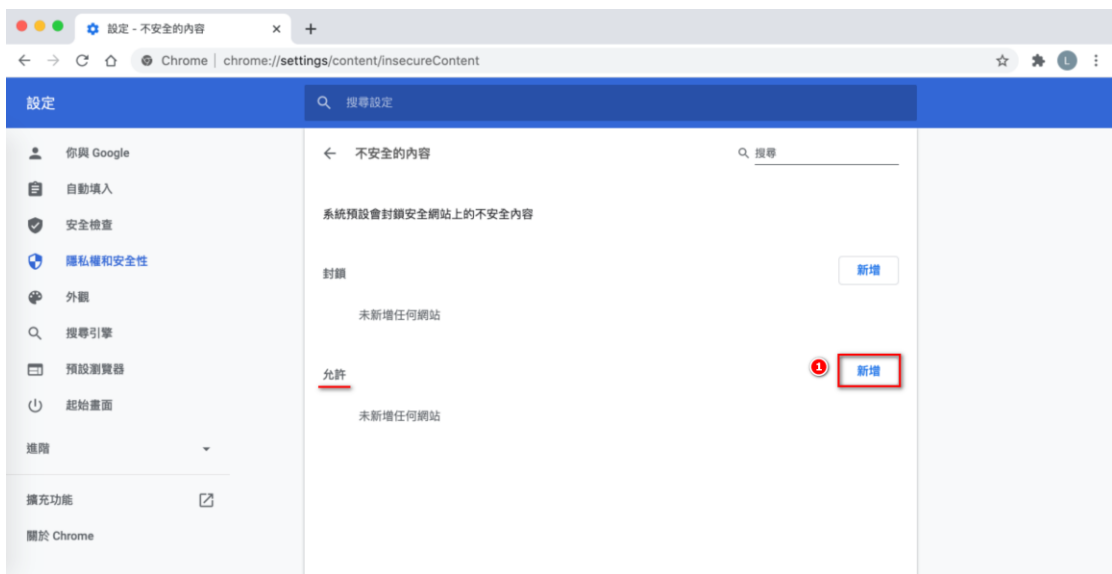 設定 - 不安全的內容
Chrome | chrome://settings/content/insecureContent
L
設定
搜尋設定
你與 Google
自動填入
安全檢查
隱私權和安全性
外觀
搜尋引擎
預設瀏覽器
起始畫面
進階
擴充功能
關於 Chrome
不安全的內容
搜尋
系統預設會封鎖安全網站上的不安全內容
封鎖
新增
未新增任何網站
允許
1
新增
未新增任何網站